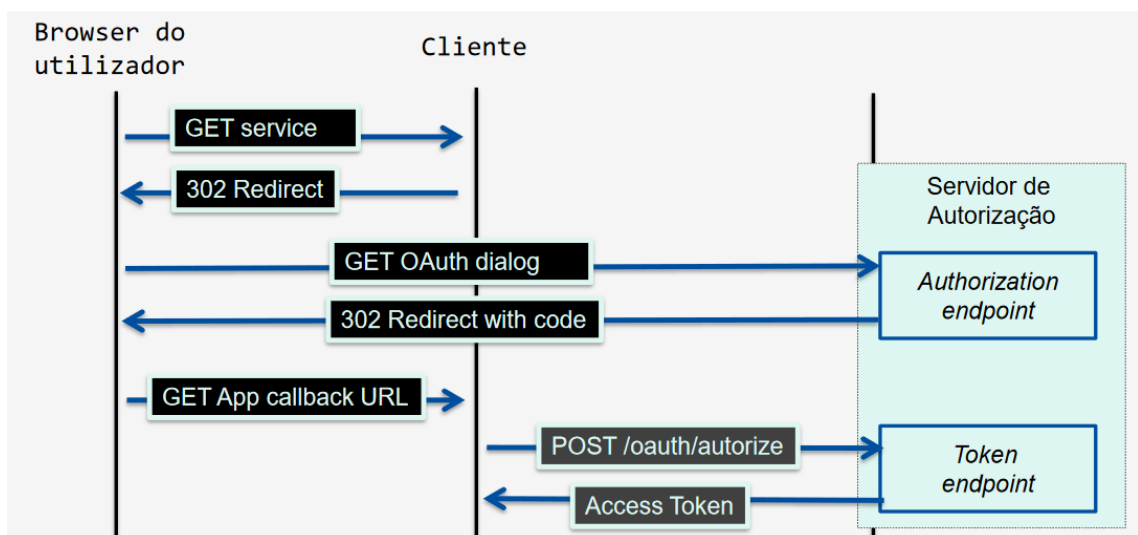 Browser do
utilizador
Cliente
GET service
302 Redirect
Servidor de
Autorização
GET OAuth dialog
Authorization
endpoint
302 Redirect with code
GET App callback URL
POST /oauth/autorize
Token
endpoint
Access Token